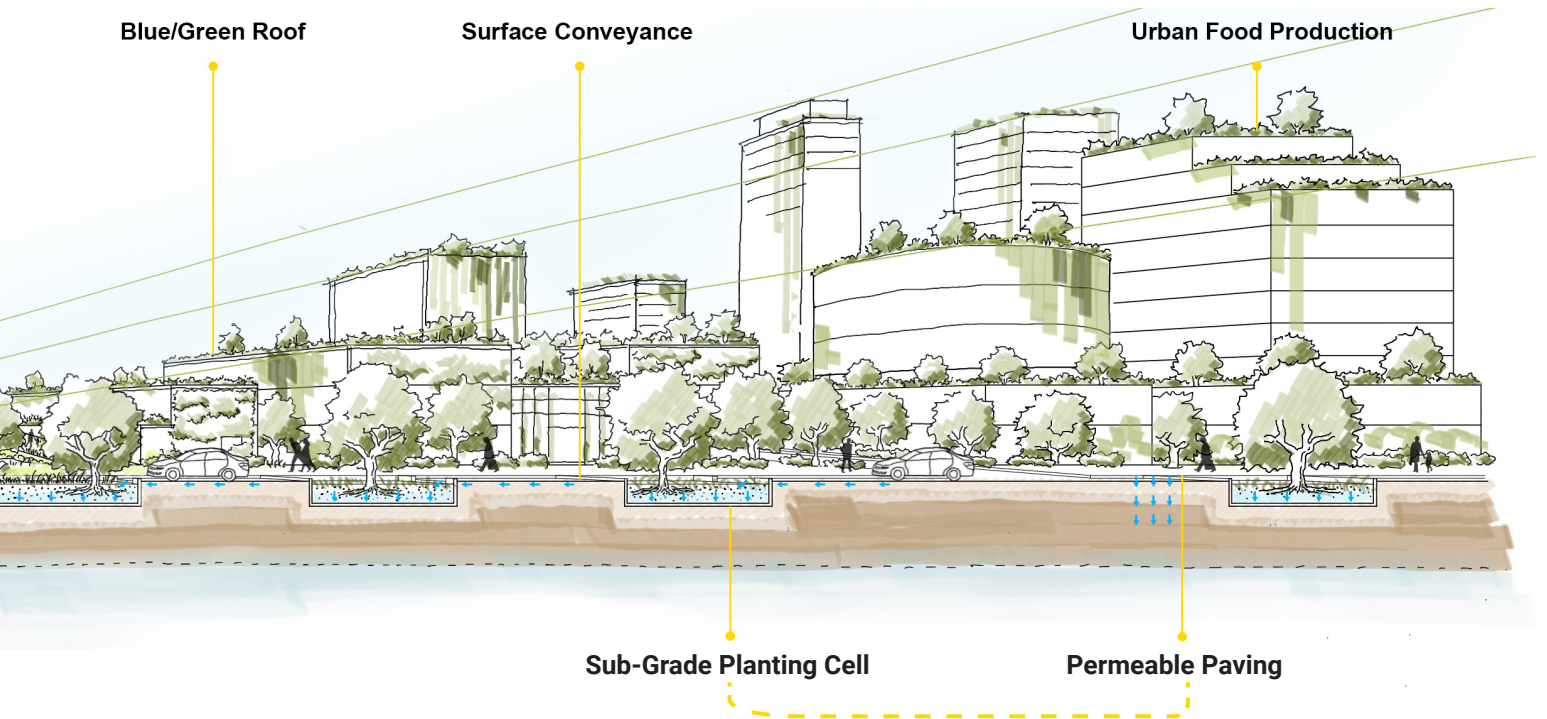 Blue/Green Roof
Surface Conveyance
Urban Food Production
Sub-Grade Planting Cell
Permeable Paving